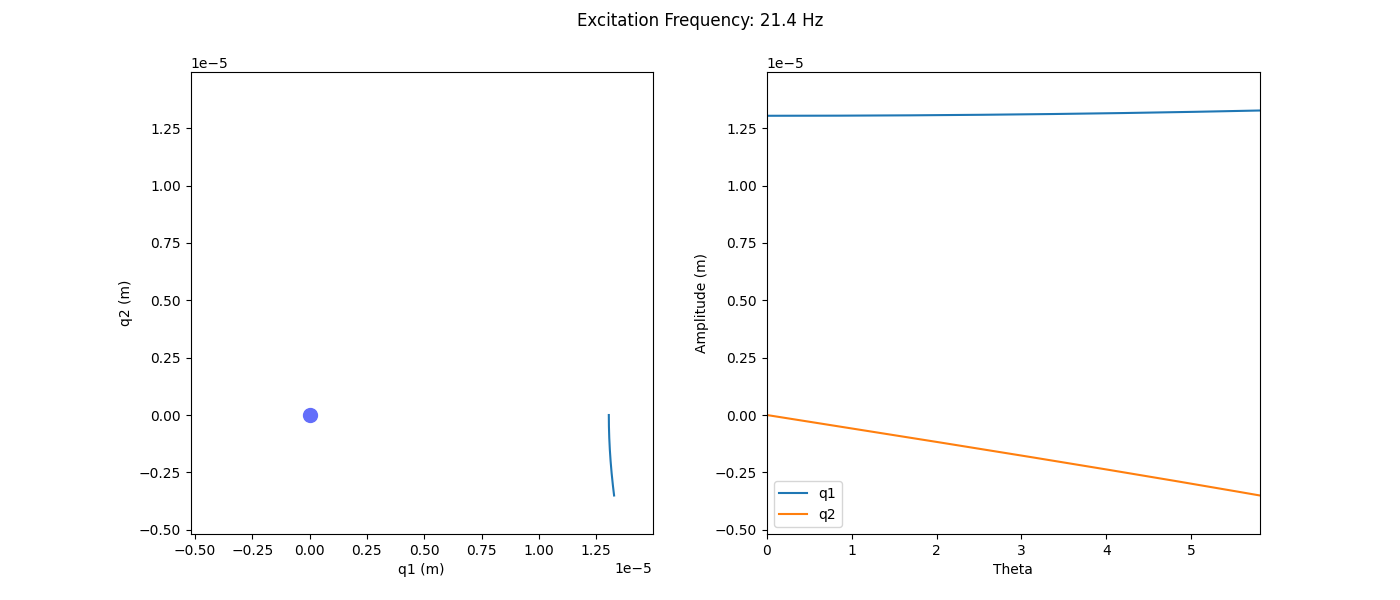 Excitation Frequency: 21.4 Hz
1e−5
1.25
1.00
0.75
0.50
0.25
0.00
−0.25
−0.50
q2 (m)
−0.50 −0.25 0.00 0.25 0.50 0.75 1.00 1.25
q1 (m)
1e−5
1e−5
1.25
1.00
0.75
0.50
0.25
0.00
−0.25
−0.50
Amplitude (m)
q1
q2
0 1 2 3 4 5
Theta